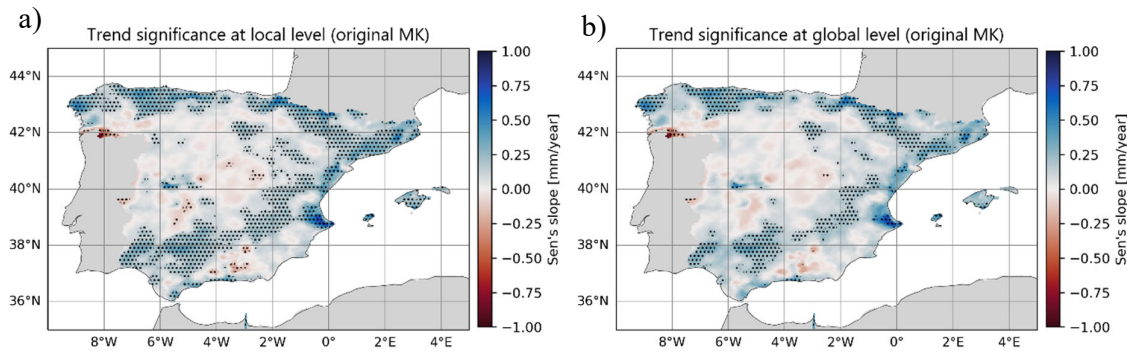 a)
Trend significance at local level (original MK)
44°N
42°N
40°N
38°N
36°N
8°W 6°W 4°W 2°W 0° 2°E 4°E
1.00
0.75
0.50
0.25
0.00
−0.25
−0.50
−0.75
−1.00
Sen's slope [mm/year]
b)
Trend significance at global level (original MK)
44°N
42°N
40°N
38°N
36°N
8°W 6°W 4°W 2°W 0° 2°E 4°E
1.00
0.75
0.50
0.25
0.00
−0.25
−0.50
−0.75
−1.00
Sen's slope [mm/year]